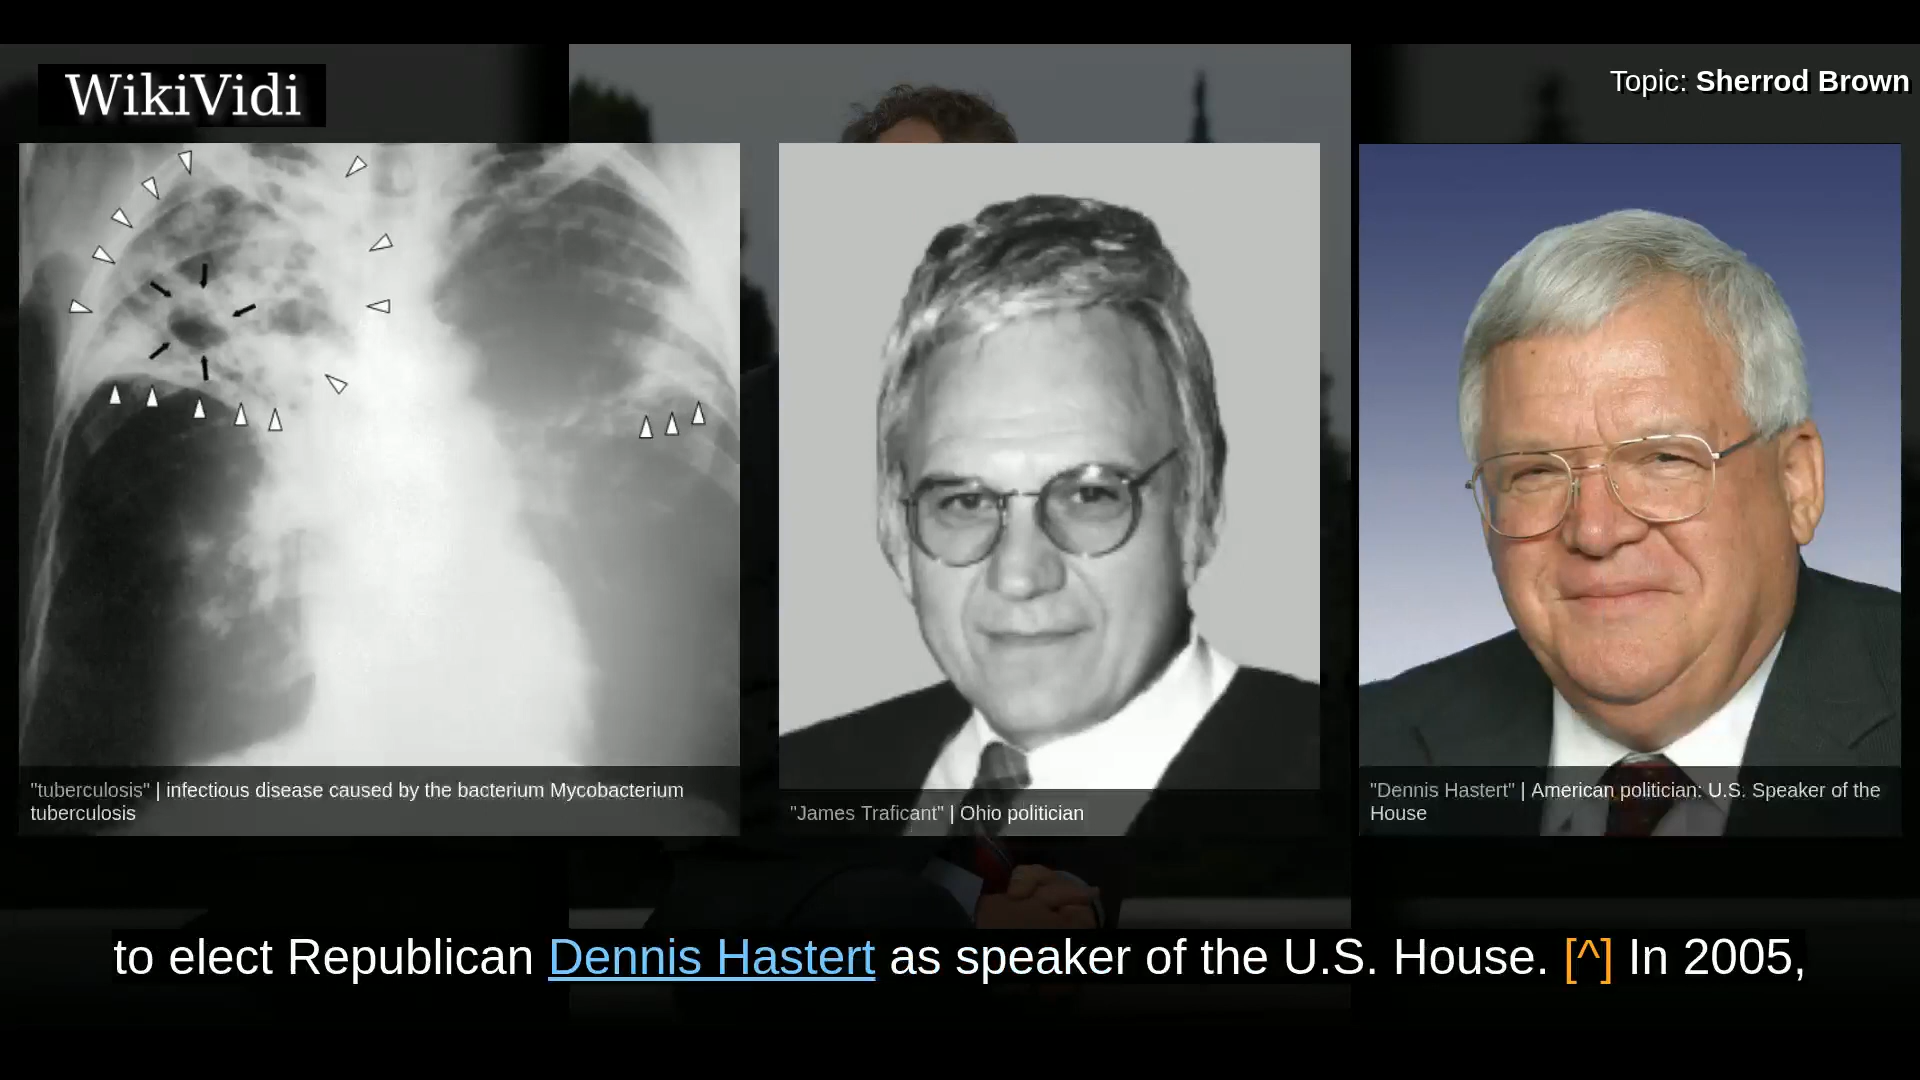 WikiVidi
Topic: Sherrod Brown
"tuberculosis" | infectious disease caused by the bacterium Mycobacterium
tuberculosis
"James Traficant" | Ohio politician
"Dennis Hastert" | American politician: U.S. Speaker of the
House
to elect Republican Dennis Hastert as speaker of the U.S. House. [^] In 2005,